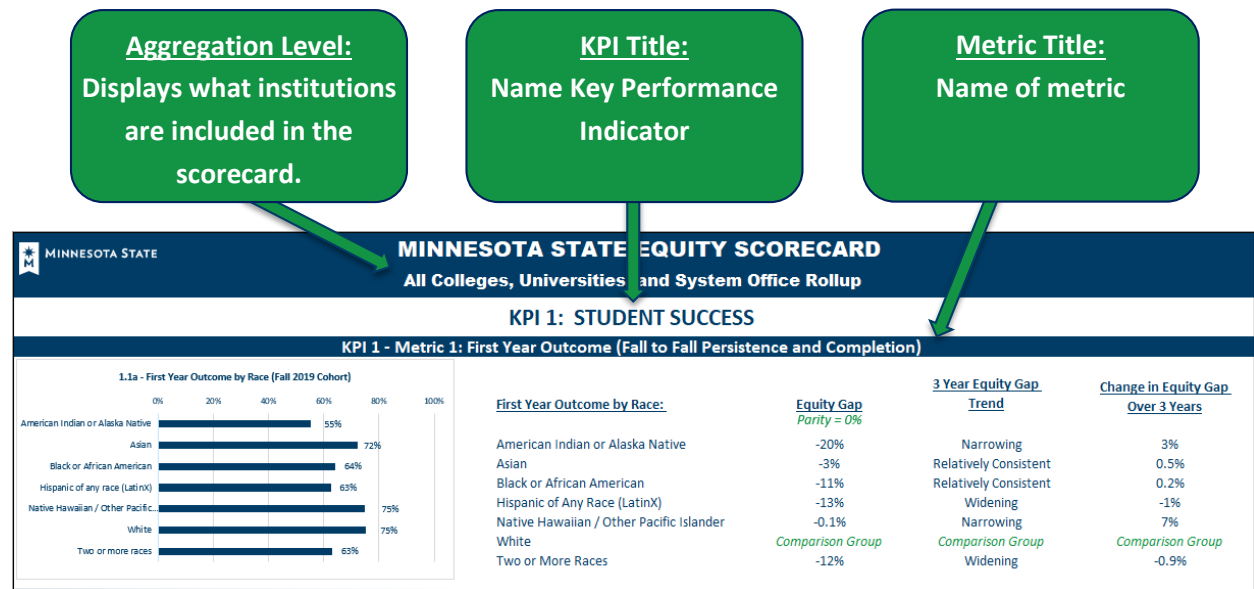 Aggregation Level:
Displays what institutions
are included in the
scorecard.
KPI Title:
Name Key Performance
Indicator
Metric Title:
Name of metric
MINNESOTA STATE
MINNESOTA STATE EQUITY SCORECARD
All Colleges, Universities and System Office Rollup
KPI 1: STUDENT SUCCESS
KPI 1 - Metric 1: First Year Outcome (Fall to Fall Persistence and Completion)
1.1a - First Year Outcome by Race (Fall 2019 Cohort)
0% 20% 40% 60% 80% 100%
American Indian or Alaska Native 55%
Asian 72%
Black or African American 64%
Hispanic of any race (LatinX) 63%
Native Hawaiian / Other Pacific... 75%
White 75%
Two or more races 63%
First Year Outcome by Race: Equity Gap 3 Year Equity Gap Change in Equity Gap
Parity = 0% Trend Over 3 Years
American Indian or Alaska Native -20% Narrowing 3%
Asian -3% Relatively Consistent 0.5%
Black or African American -11% Relatively Consistent 0.2%
Hispanic of Any Race (LatinX) -13% Widening -1%
Native Hawaiian / Other Pacific Islander -0.1% Narrowing 7%
White Comparison Group Comparison Group Comparison Group
Two or More Races -12% Widening -0.9%